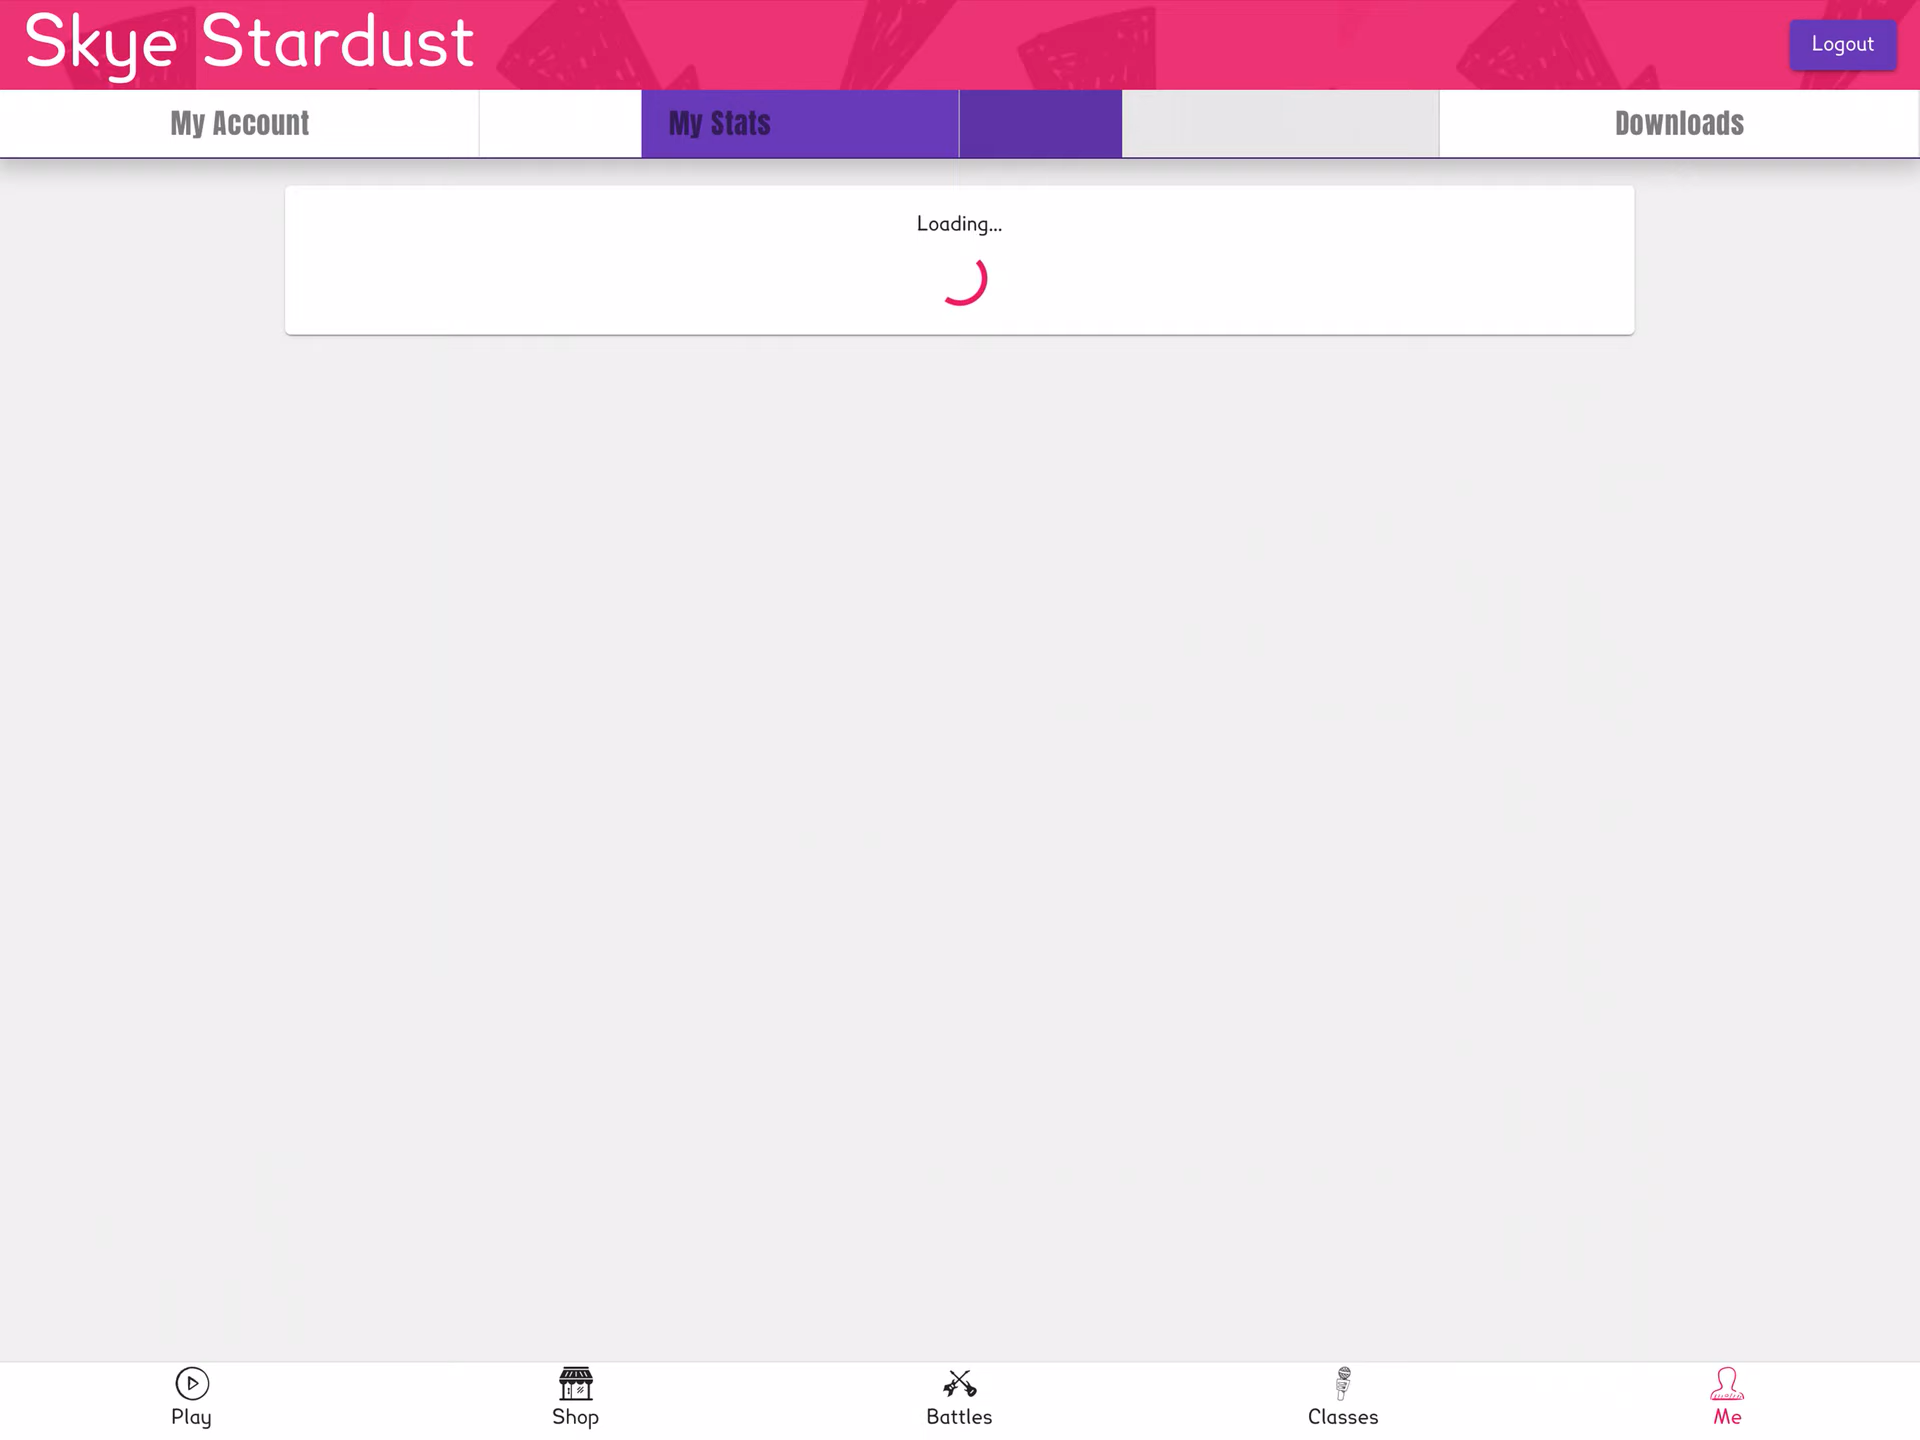 Skye Stardust
Logout
My Account
My Stats
Downloads
Loading...
Play
Shop
Battles
Classes
Me